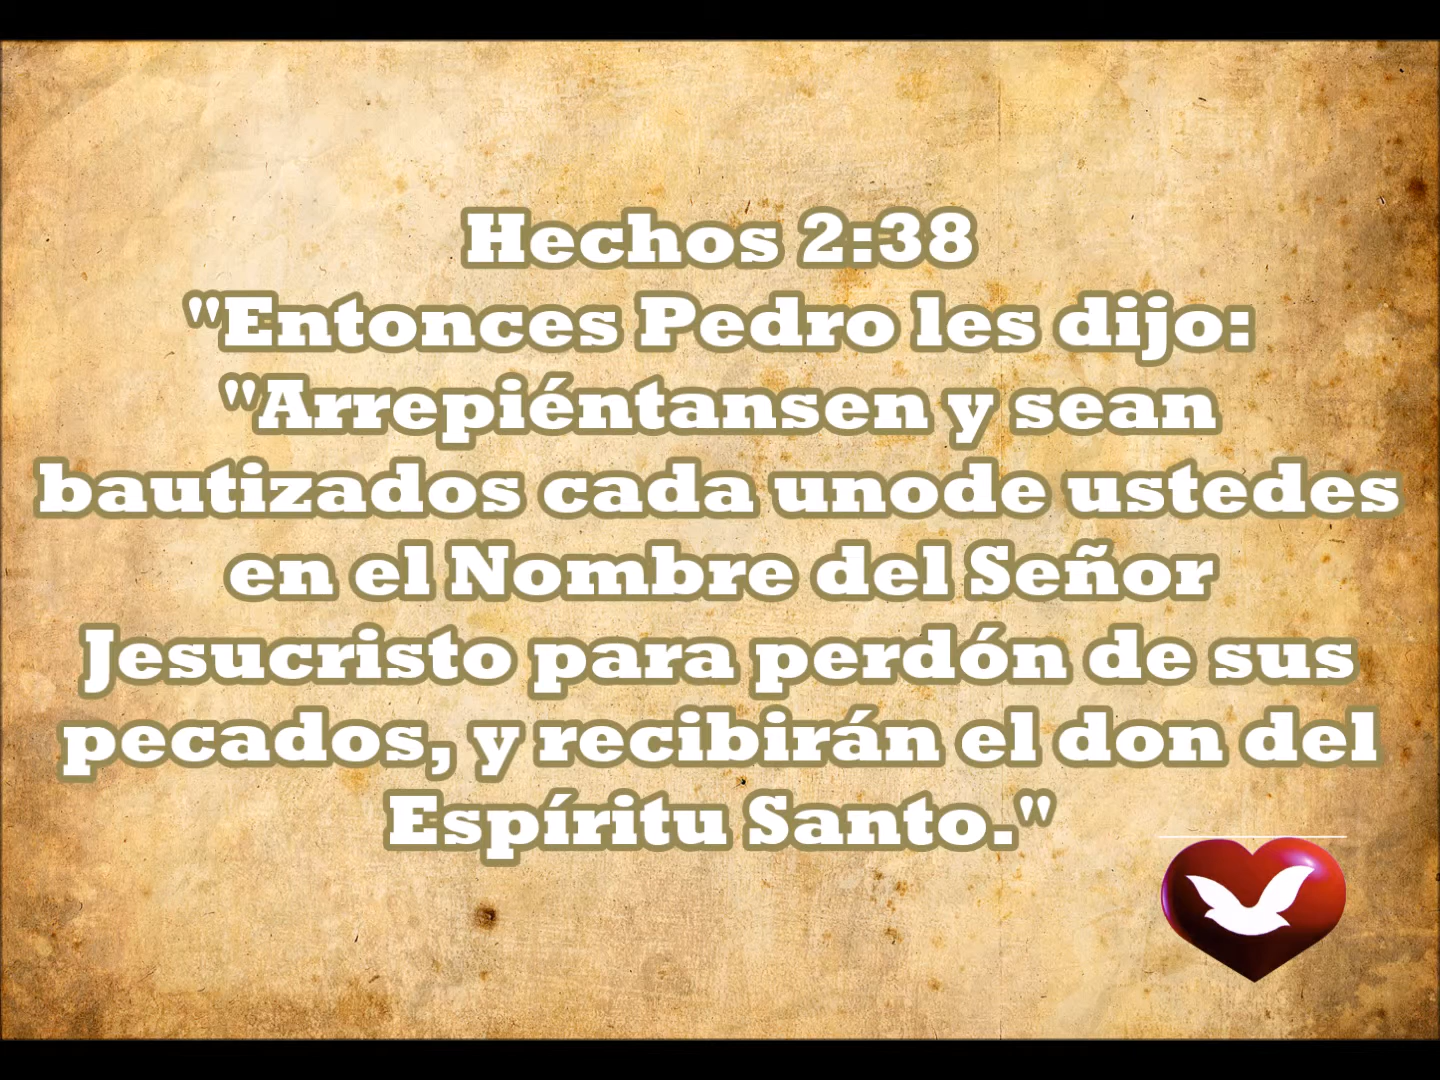 Hechos 2:38
"Entonces Pedro les dijo:
"Arrepiéntansen y sean
bautizados cada unode ustedes
en el Nombre del Señor
Jesucristo para perdón de sus
pecados, y recibirán el don del
Espíritu Santo."